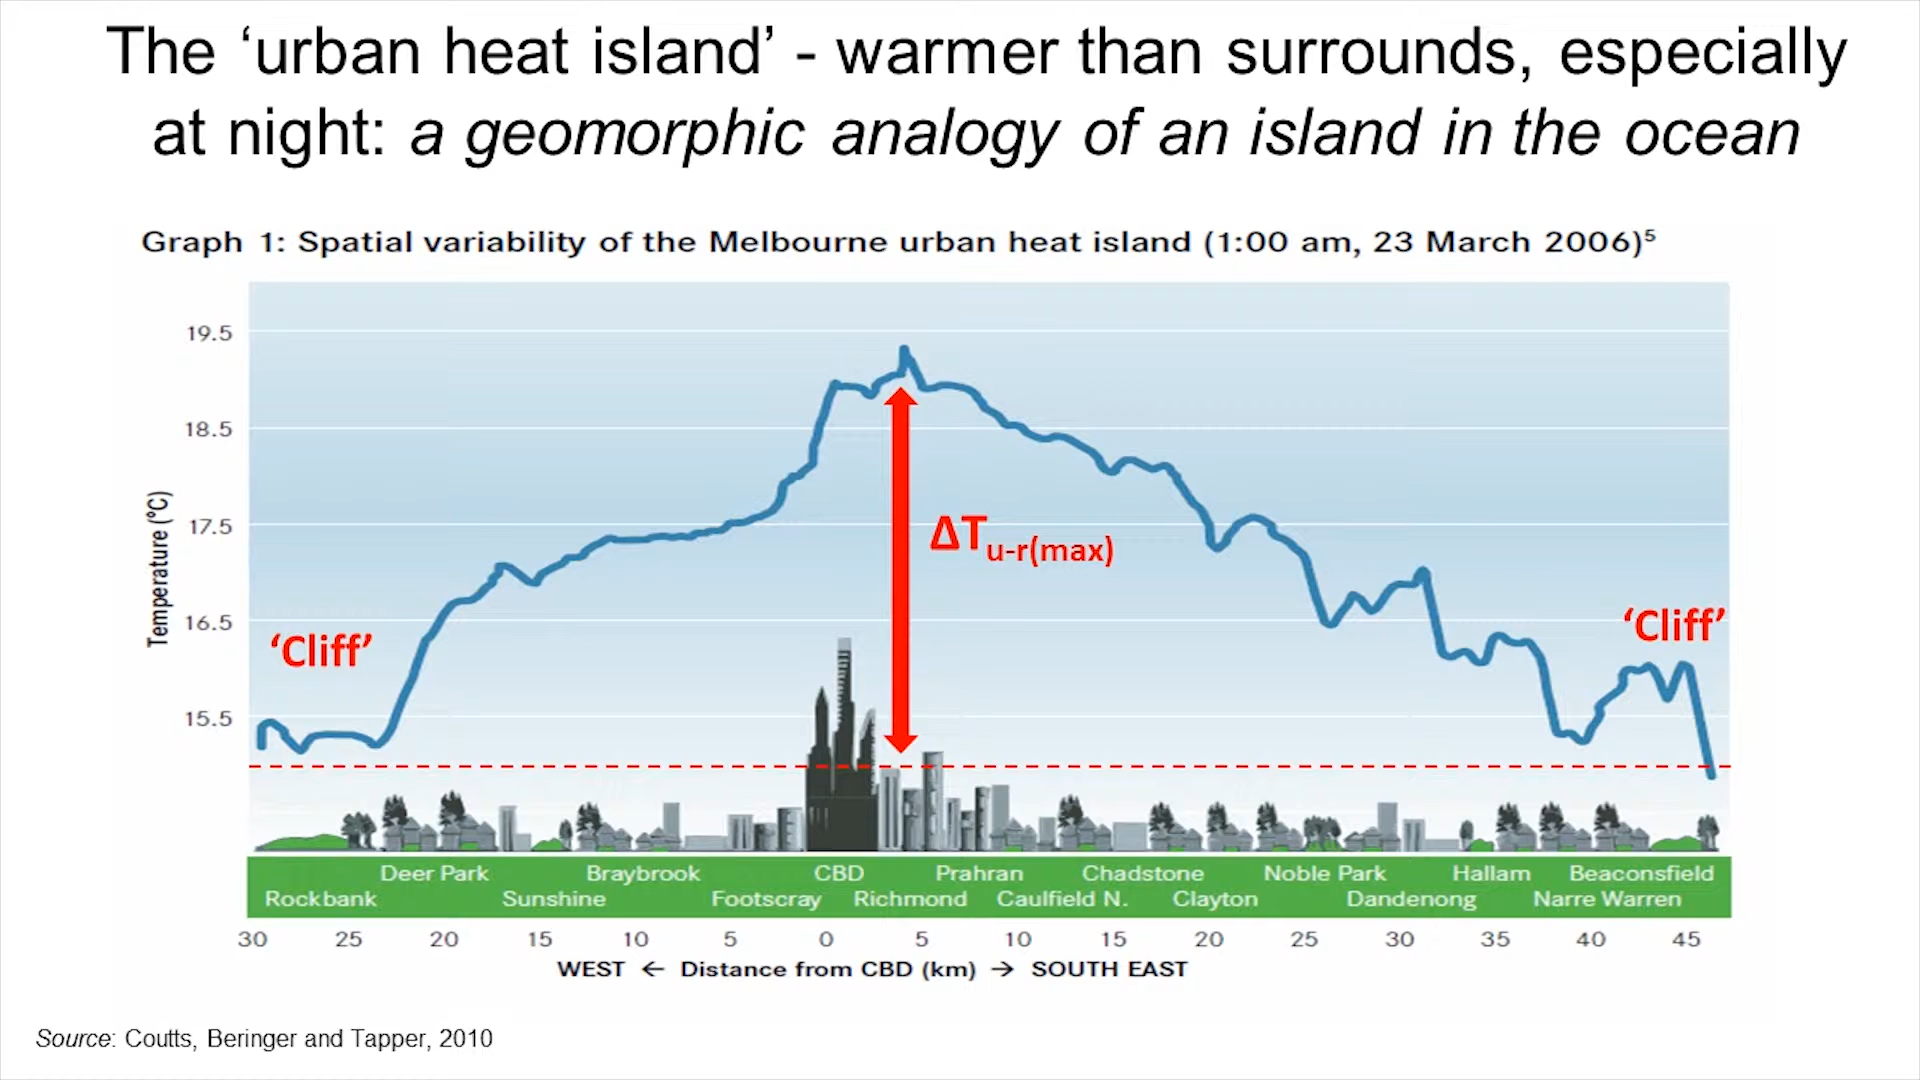 The ‘urban heat island’ - warmer than surrounds, especially
at night: a geomorphic analogy of an island in the ocean
Graph 1: Spatial variability of the Melbourne urban heat island (1:00 am, 23 March 2006)⁵
Temperature (°C)
19.5
18.5
17.5
16.5
15.5
ΔTu-r(max)
‘Cliff’
‘Cliff’
Deer Park Braybrook CBD Prahran Chadstone Noble Park Hallam Beaconsfield
Rockbank Sunshine Footscray Richmond Caulfield N. Clayton Dandenong Narre Warren
30 25 20 15 10 5 0 5 10 15 20 25 30 35 40 45
WEST ← Distance from CBD (km) → SOUTH EAST
Source: Coutts, Beringer and Tapper, 2010